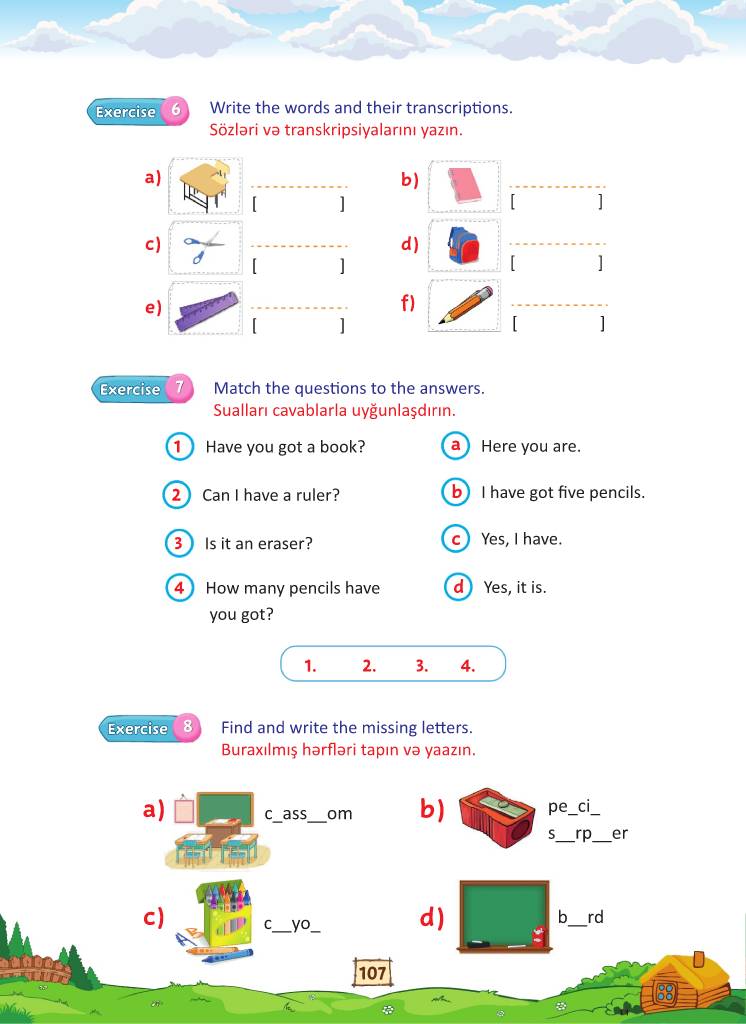 Exercise 6 Write the words and their transcriptions.
Sözləri və transkripsiyalarını yazın.
a) b)
[ ] [ ]
c) d)
[ ] [ ]
e) f)
[ ] [ ]
Exercise 7 Match the questions to the answers.
Sualları cavablarla uyğunlaşdırın.
1 Have you got a book? a Here you are.
2 Can I have a ruler? b I have got five pencils.
3 Is it an eraser? c Yes, I have.
4 How many pencils have d Yes, it is.
you got?
1. 2. 3. 4.
Exercise 8 Find and write the missing letters.
Buraxılmış hərfləri tapın və yaazın.
a) c_ass__om b) pe_ci_
s__rp__er
c) c__yo_ d) b__rd
107